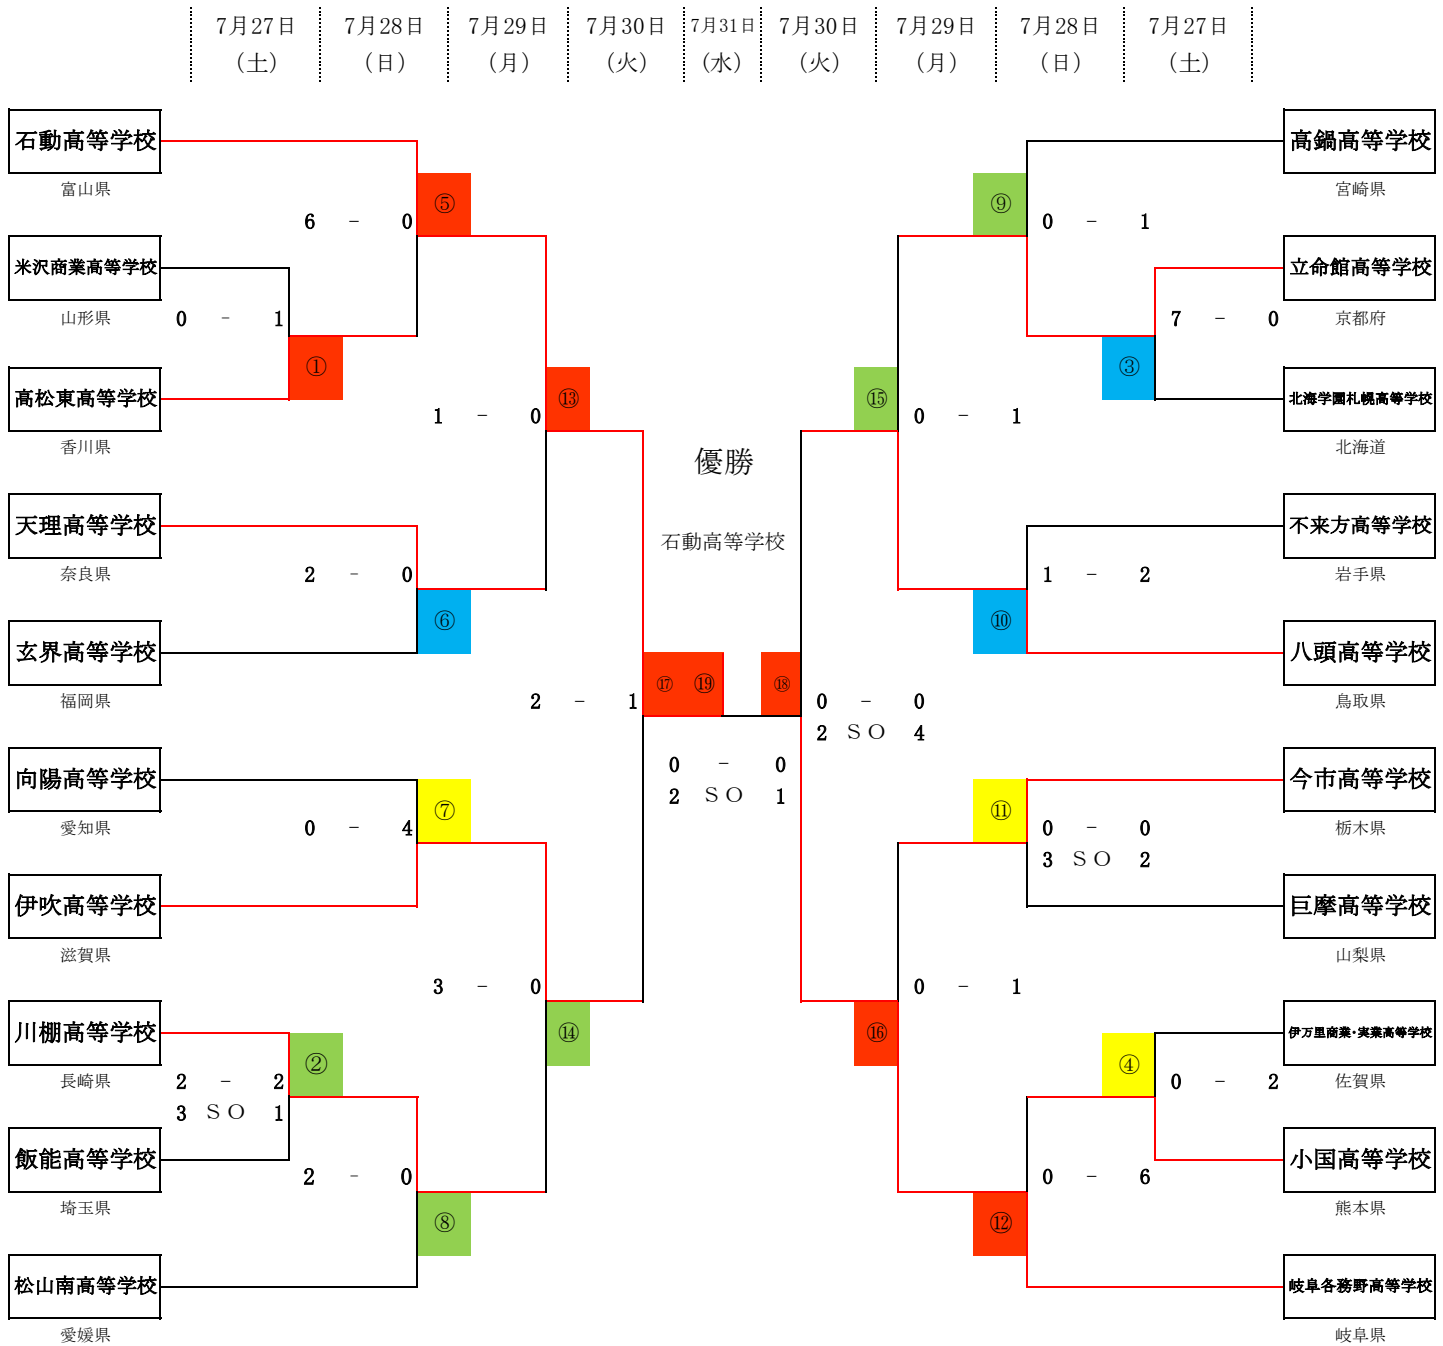 7月27日 7月28日 7月29日 7月30日 7月31日 7月30日 7月29日 7月28日 7月27日
(土) (日) (月) (火) (水) (火) (月) (日) (土)
石動高等学校 高鍋高等学校
富山県 ⑤ ⑨ 宮崎県
6 - 0 0 - 1
米沢商業高等学校 立命館高等学校
山形県 0 - 1 7 - 0 京都府
① ③
高松東高等学校 ⑬ ⑮ 北海学園札幌高等学校
1 - 0 0 - 1
香川県 北海道
優勝
天理高等学校 不来方高等学校
石動高等学校
奈良県 2 - 0 1 - 2 岩手県
⑥ ⑩
玄界高等学校 八頭高等学校
⑰ ⑲ ⑱
福岡県 2 - 1 0 - 0 鳥取県
2 SO 4
0 - 0
向陽高等学校 今市高等学校
2 SO 1
⑦ ⑪
愛知県 0 - 4 0 - 0 栃木県
3 SO 2
伊吹高等学校 巨摩高等学校
滋賀県 山梨県
3 - 0 0 - 1
川棚高等学校 ⑭ ⑯ 伊万里商業・実業高等学校
② ④
長崎県 2 - 2 0 - 2 佐賀県
3 SO 1
飯能高等学校 小国高等学校
2 - 0 0 - 6
埼玉県 熊本県
⑧ ⑫
松山南高等学校 岐阜各務野高等学校
愛媛県 岐阜県